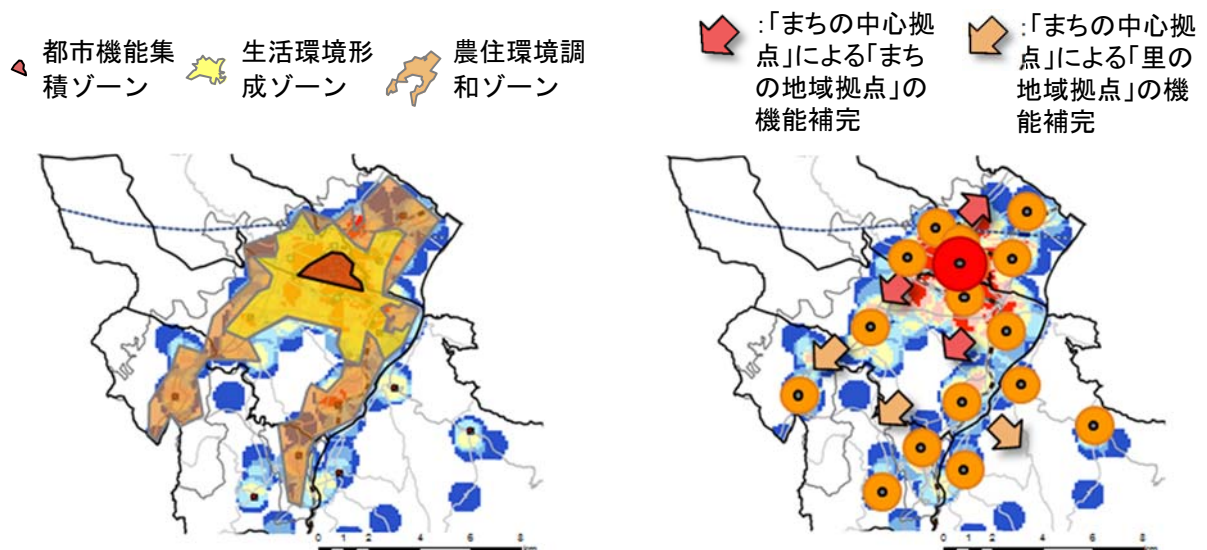 都市機能集
積ゾーン
生活環境形
成ゾーン
農住環境調
和ゾーン
:「まちの中心拠
点」による「まち
の地域拠点」の
機能補完
:「まちの中心拠
点」による「里の
地域拠点」の機
能補完
0 1 2 4 6 8
0 1 2 4 6 8